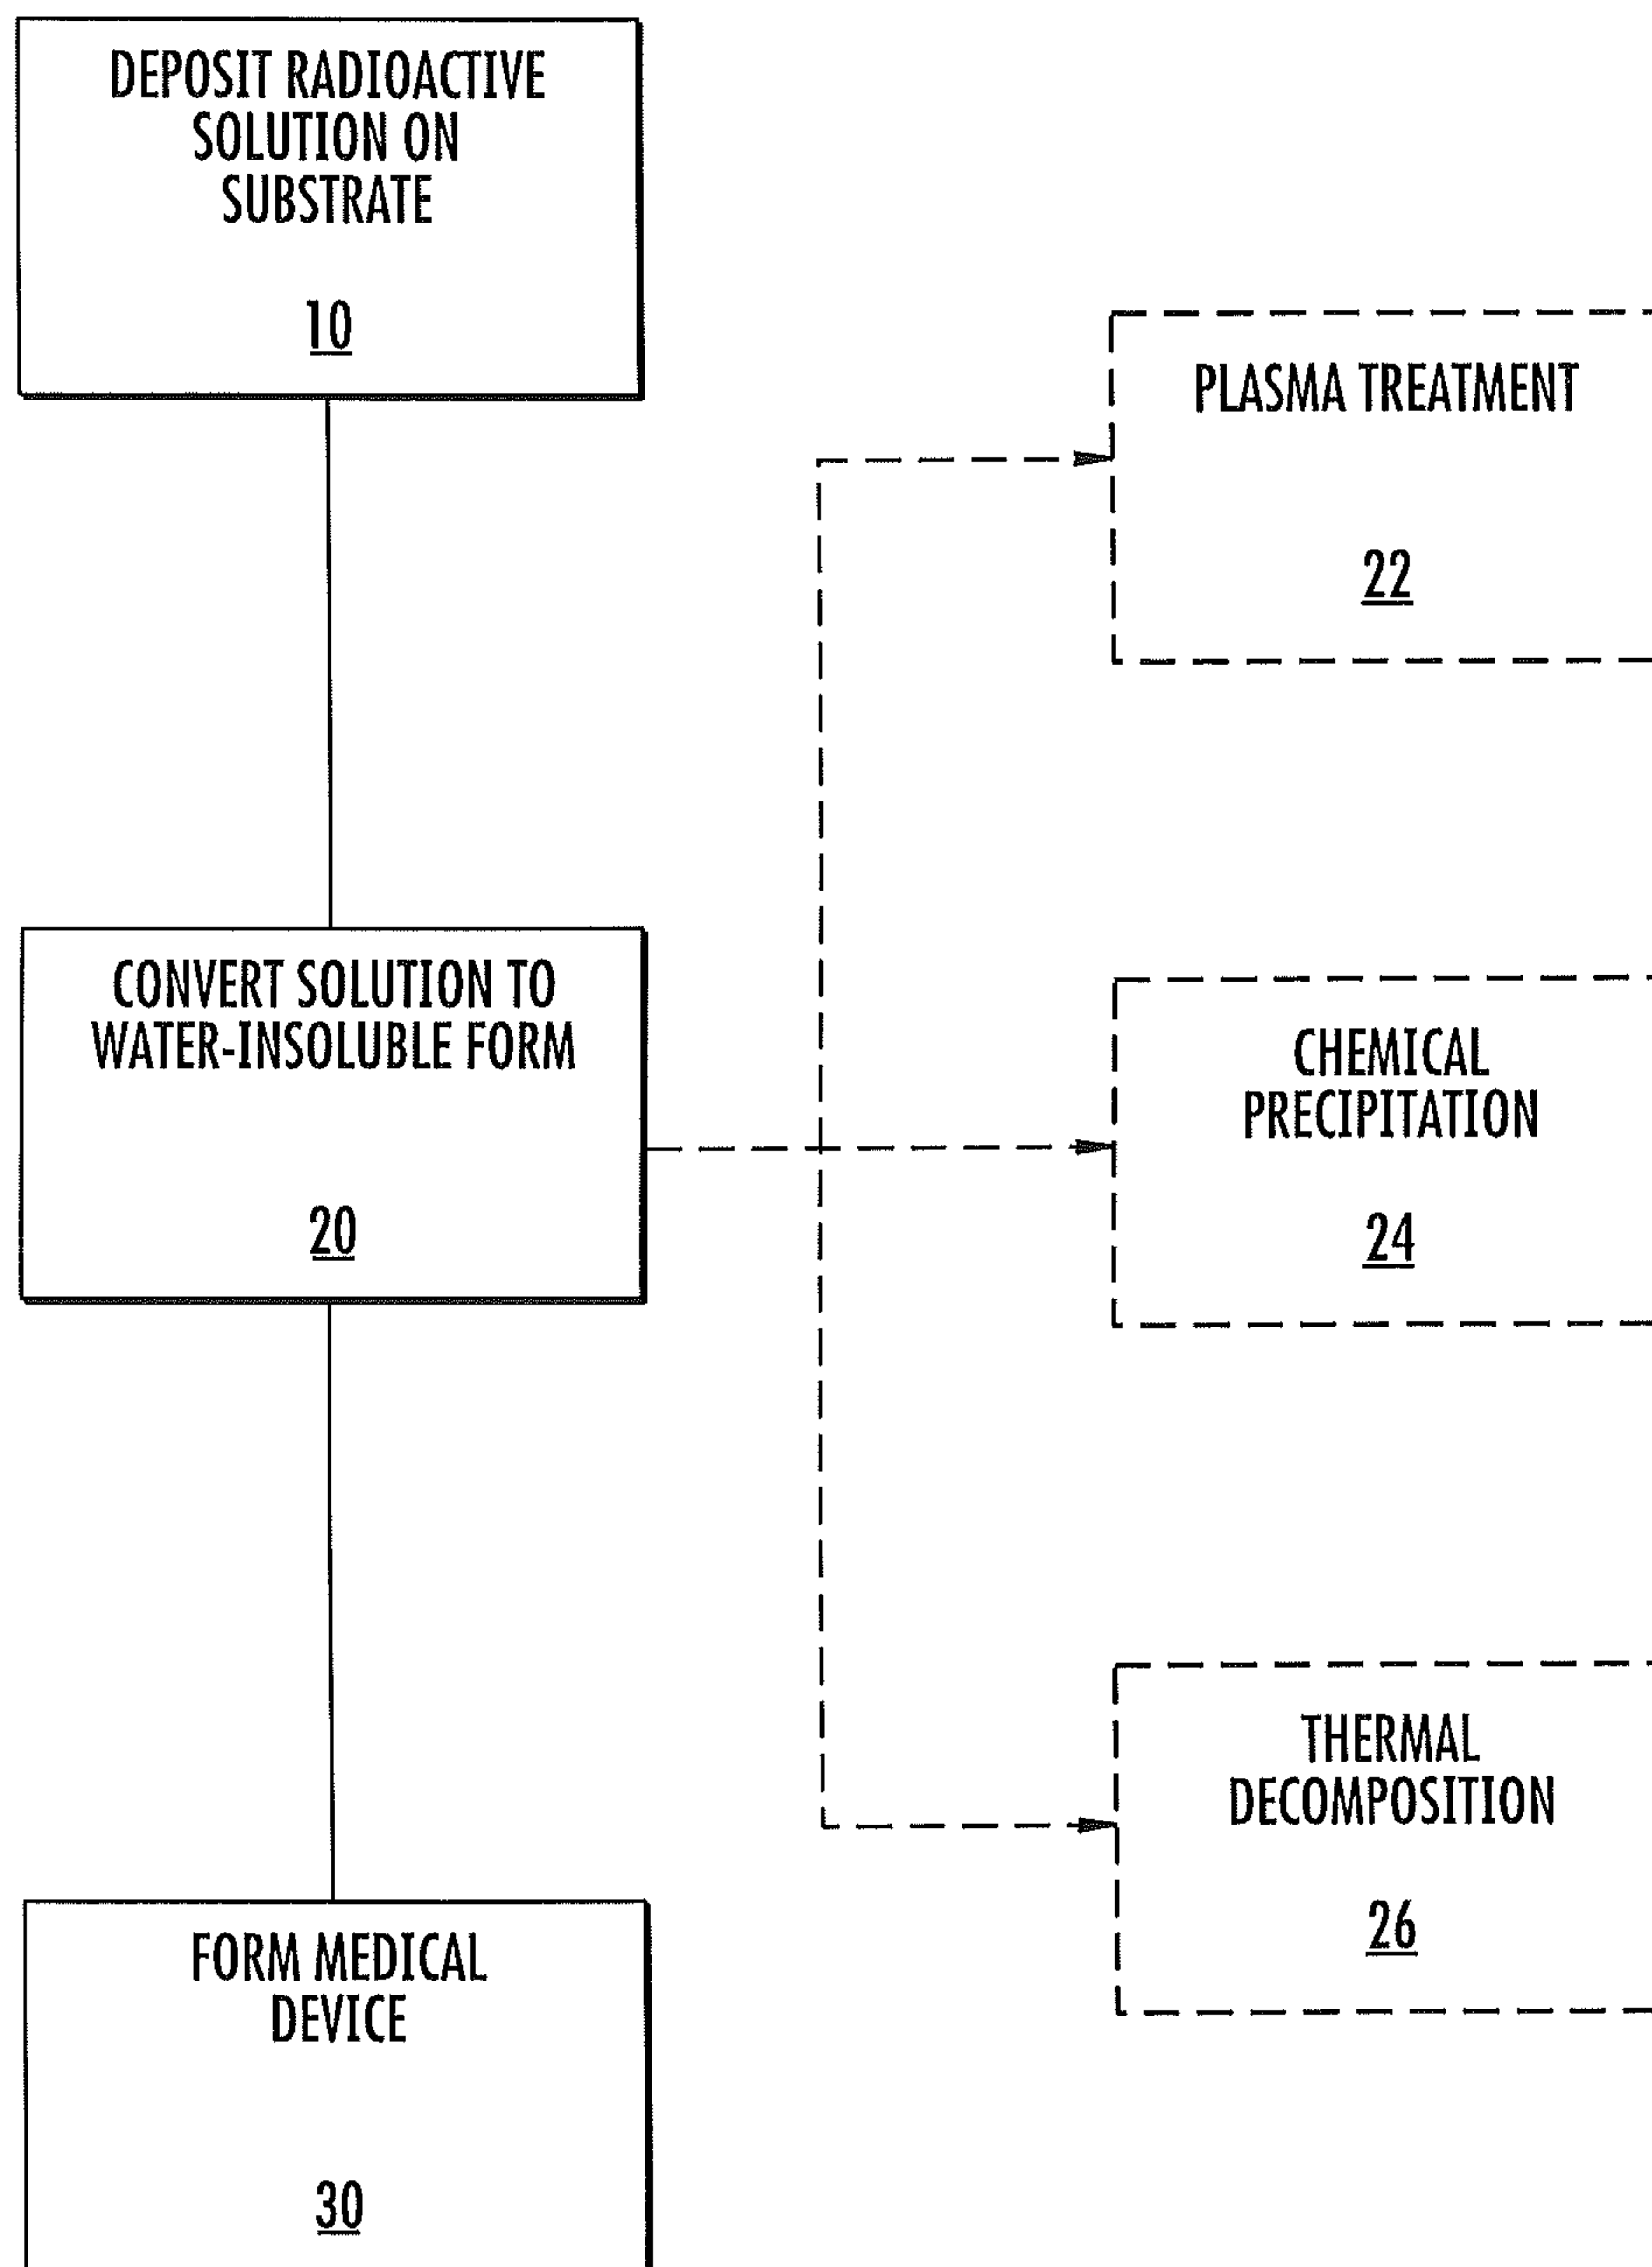 DEPOSIT RADIOACTIVE
SOLUTION ON
SUBSTRATE
10
PLASMA TREATMENT
22
CONVERT SOLUTION TO
WATER-INSOLUBLE FORM
20
CHEMICAL
PRECIPITATION
24
THERMAL
DECOMPOSITION
26
FORM MEDICAL
DEVICE
30